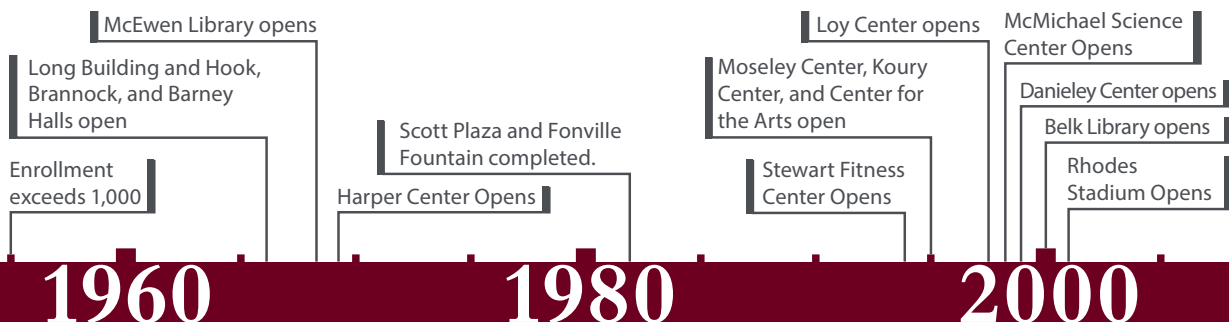 McEwen Library opens
Long Building and Hook,
Brannock, and Barney
Halls open
Enrollment
exceeds 1,000
Scott Plaza and Fonville
Fountain completed.
Harper Center Opens
Loy Center opens
Moseley Center, Koury
Center, and Center for
the Arts open
Stewart Fitness
Center Opens
McMichael Science
Center Opens
Danieley Center opens
Belk Library opens
Rhodes
Stadium Opens
1960
1980
2000